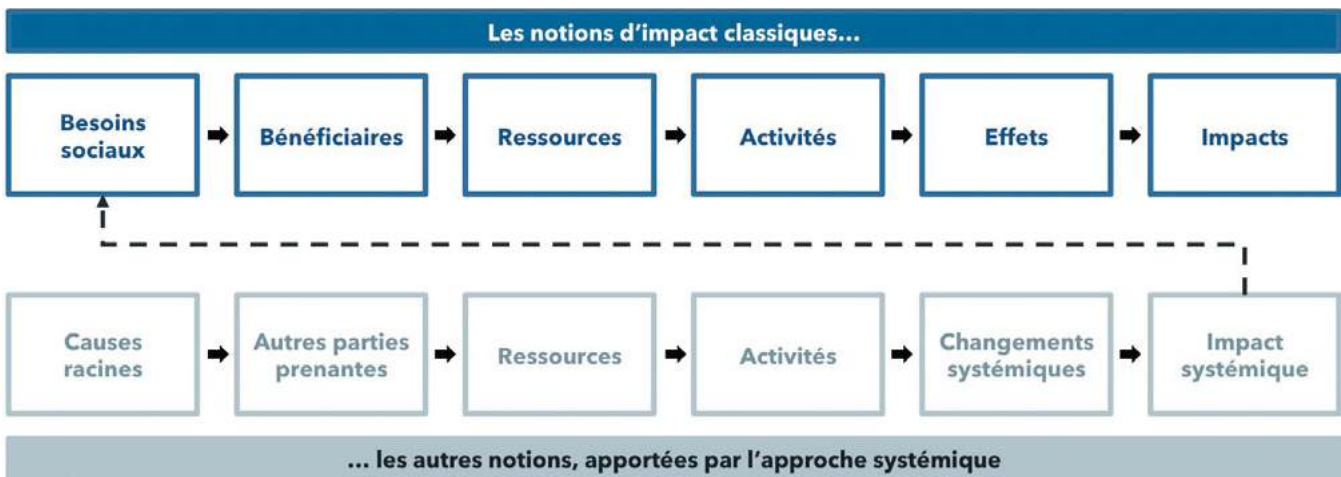 Les notions d'impact classiques...
Besoins
sociaux
Bénéficiaires
Ressources
Activités
Effets
Impacts
Causes
racines
Autres parties
prenantes
Ressources
Activités
Changements
systémiques
Impact
systémique
... les autres notions, apportées par l'approche systémique